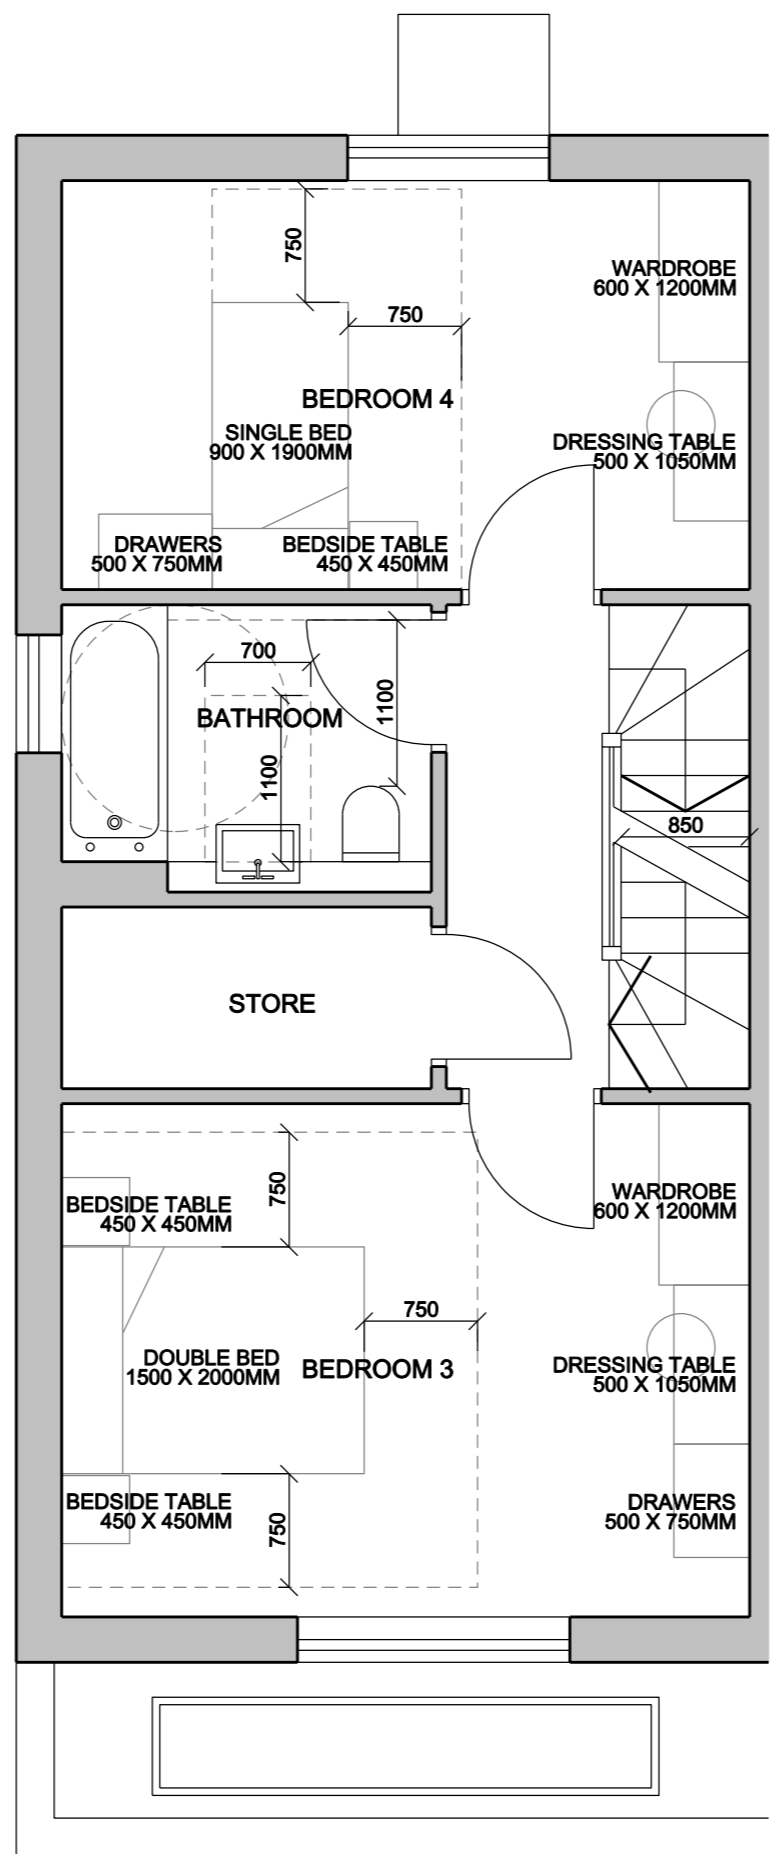 750
WARDROBE
600 X 1200MM
750
BEDROOM 4
SINGLE BED
900 X 1900MM
DRESSING TABLE
500 X 1050MM
DRAWERS
500 X 750MM
BEDSIDE TABLE
450 X 450MM
700
1100
BATHROOM
1100
850
STORE
750
BEDSIDE TABLE
450 X 450MM
WARDROBE
600 X 1200MM
750
DOUBLE BED
1500 X 2000MM
BEDROOM 3
DRESSING TABLE
500 X 1050MM
BEDSIDE TABLE
450 X 450MM
750
DRAWERS
500 X 750MM